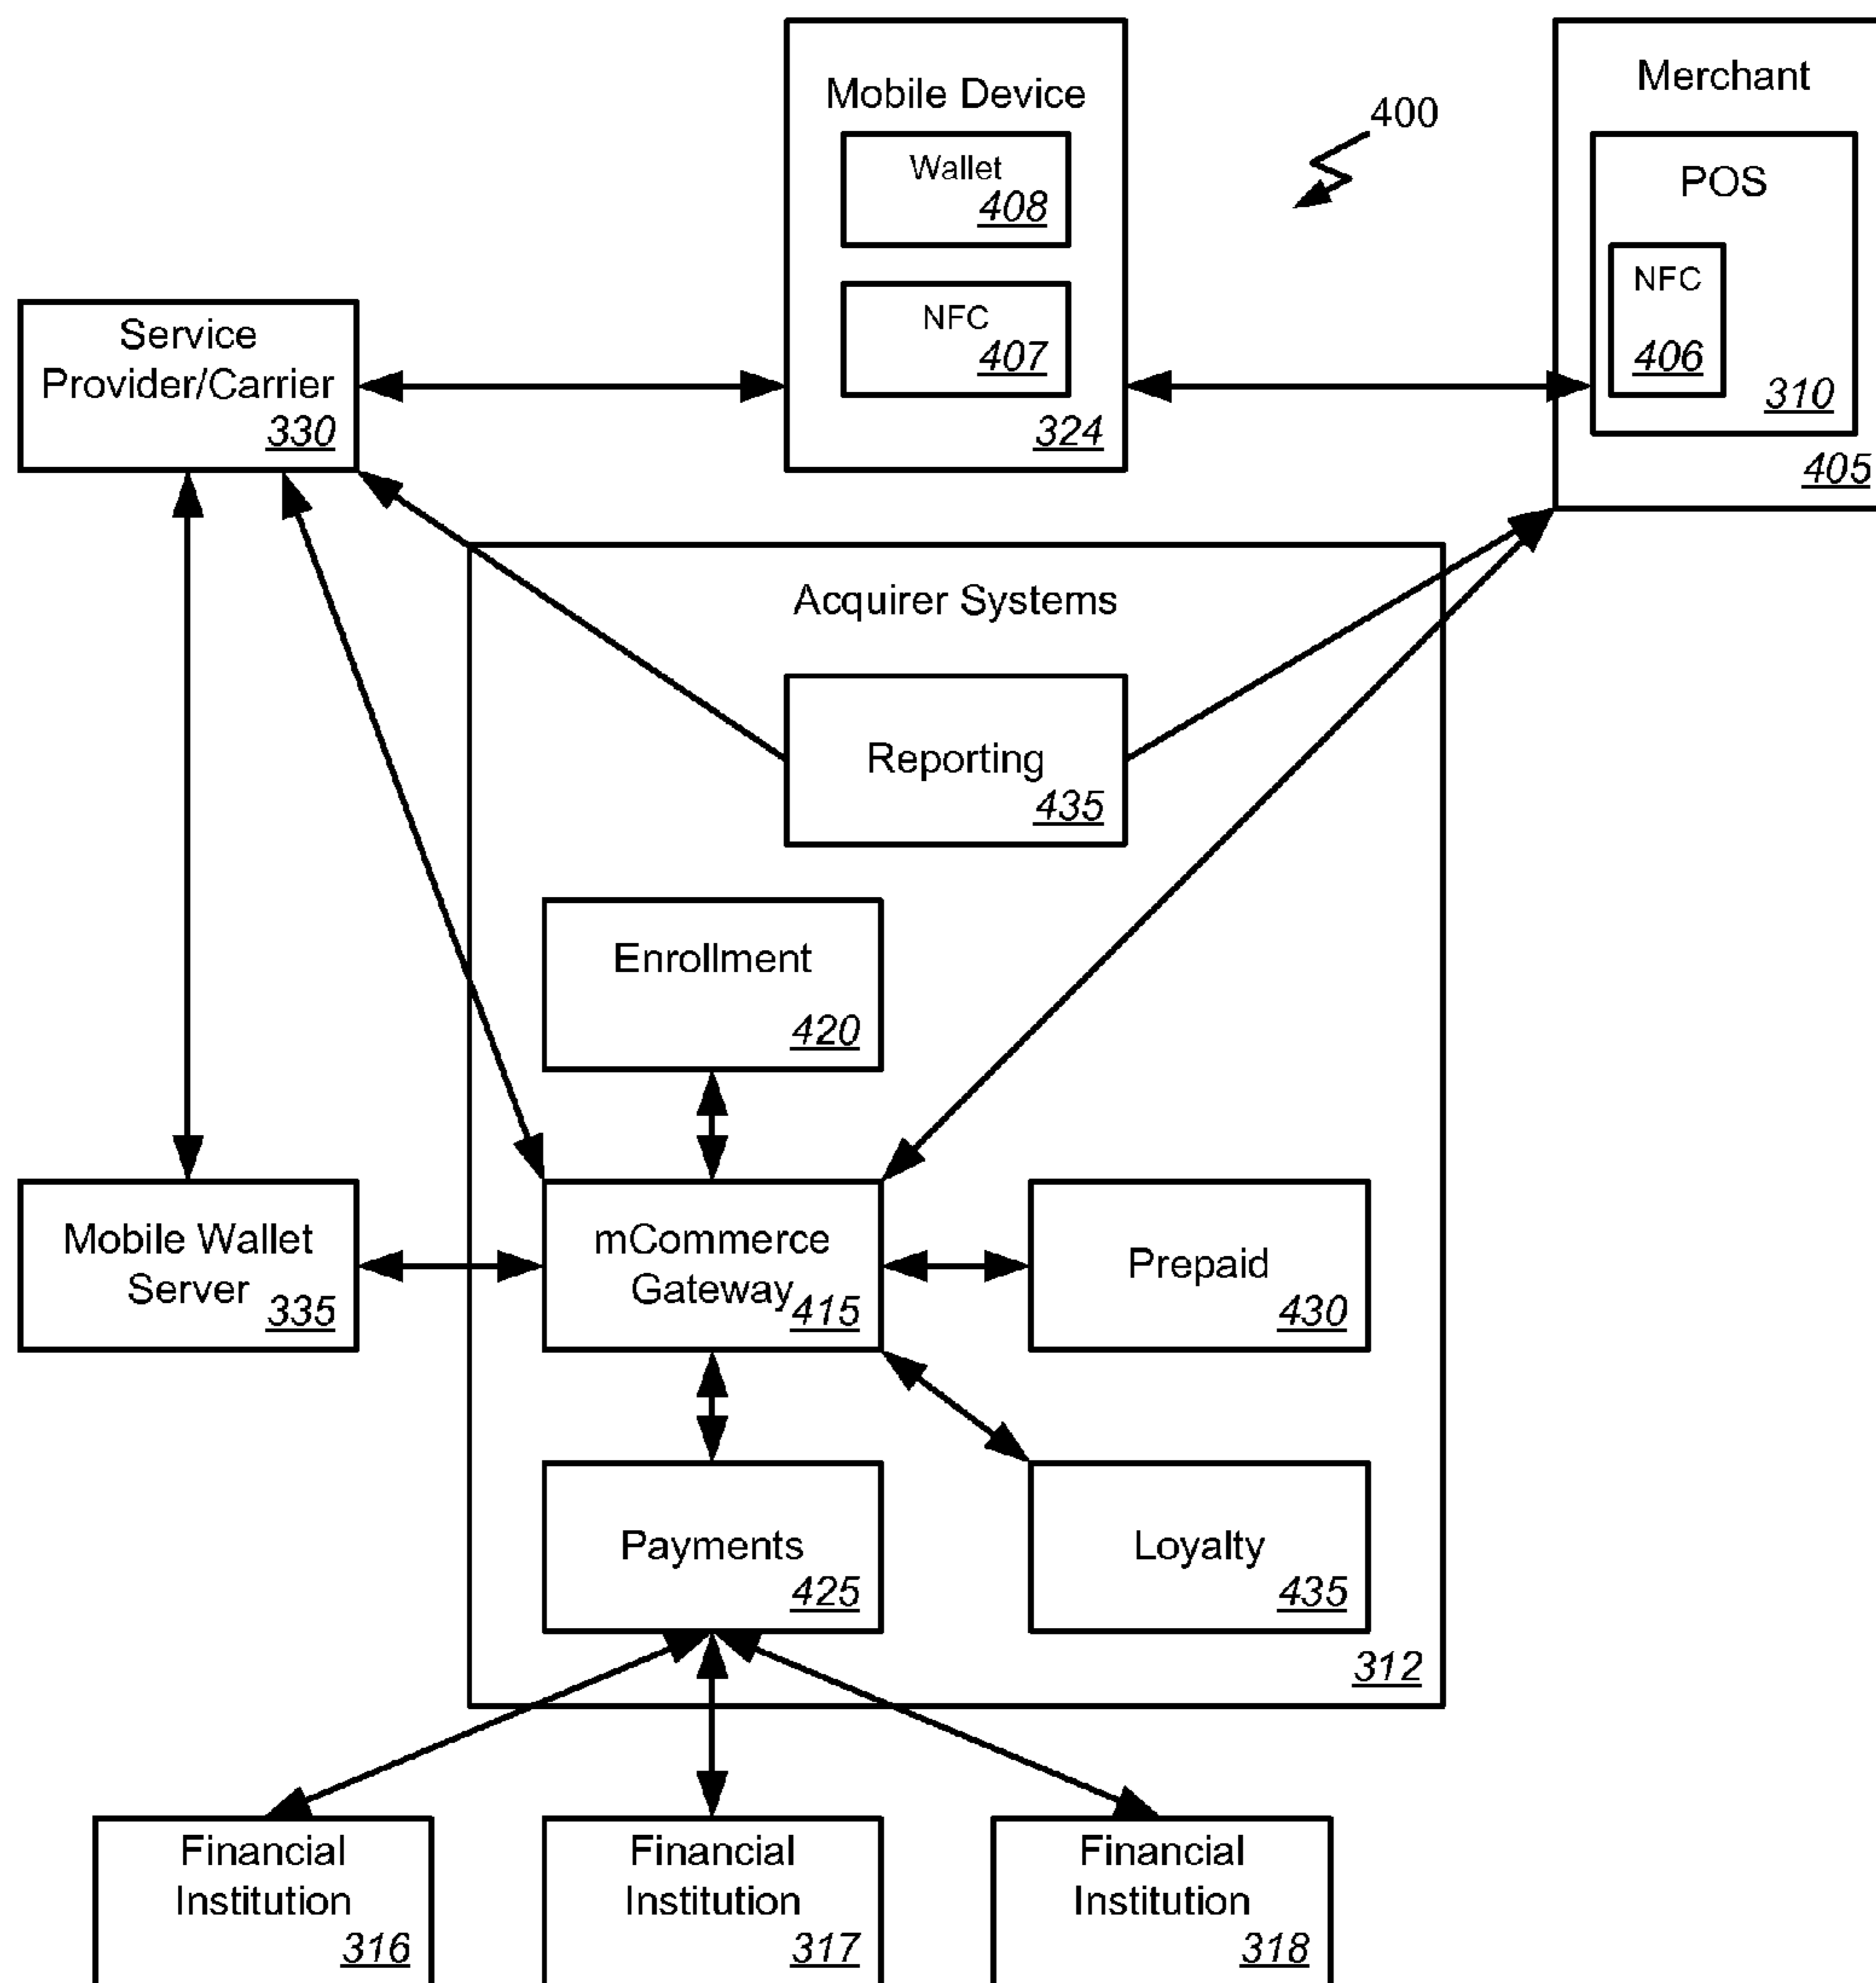 Mobile Device
Wallet
408
NFC
407
324
400
Merchant
POS
NFC
406
310
405
Service
Provider/Carrier
330
Acquirer Systems
Reporting
435
Enrollment
420
Mobile Wallet
Server
335
mCommerce
Gateway
415
Prepaid
430
Payments
425
Loyalty
435
312
Financial
Institution
316
Financial
Institution
317
Financial
Institution
318